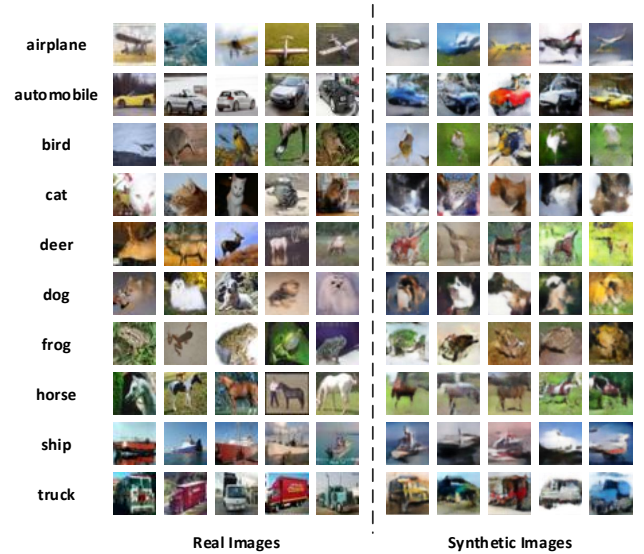 airplane
automobile
bird
cat
deer
dog
frog
horse
ship
truck
Real Images
Synthetic Images